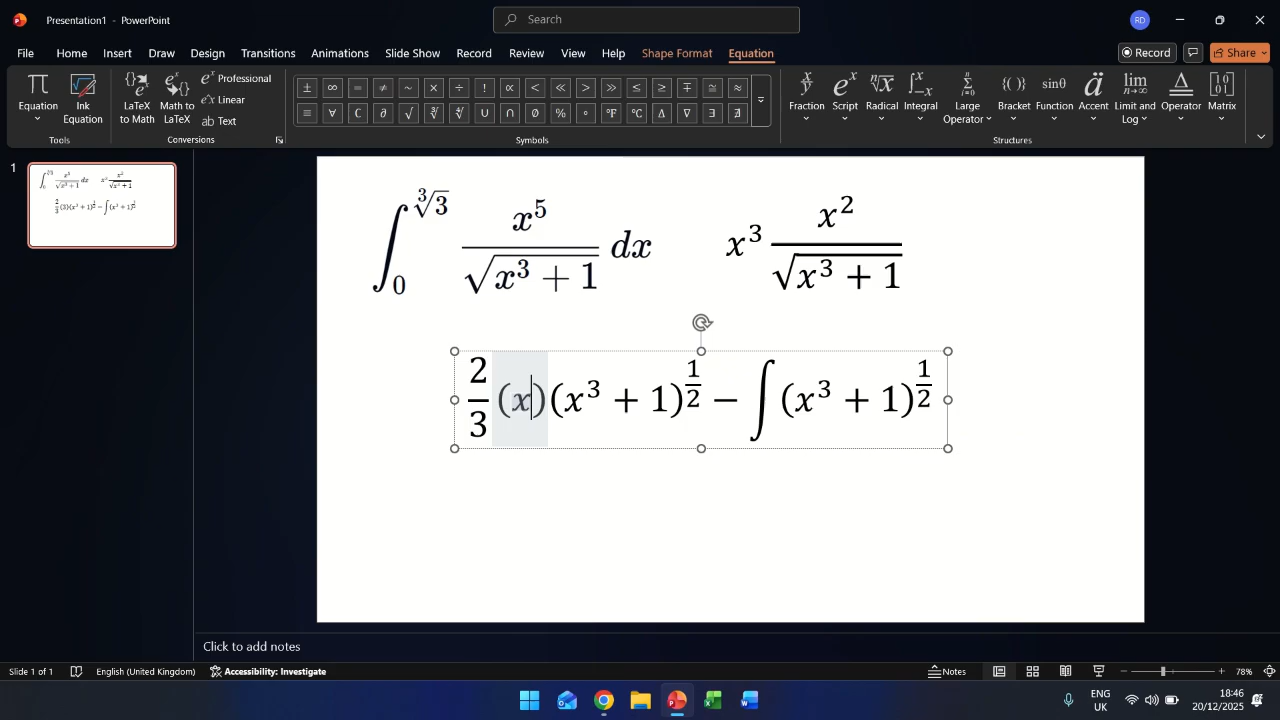 Presentation1 - PowerPoint
Search
RD
File Home Insert Draw Design Transitions Animations Slide Show Record Review View Help Shape Format Equation
Record
Share
Equation
Ink Equation
LaTeX to Math
Math to LaTeX
Professional
Linear
Text
± ∞ = ≠ ~ × ÷ ! ∝ < ≪ > ≫ ≤ ≥ ∓ ≅ ≈
≡ ∀ ∁ ∂ √ ∛ ∜ ∪ ∩ ∅ % ° °F °C ∆ ∇ ∃ ∄
Fraction Script Radical Integral Large Operator Bracket Function Accent Limit and Log Operator Matrix
Tools Conversions Symbols Structures
1
∫₀^∛3 x⁵/√(x³ + 1) dx x³ x²/√(x³ + 1)
2/3 (x)(x³ + 1)^(1/2) − ∫(x³ + 1)^(1/2)
Click to add notes
Slide 1 of 1 English (United Kingdom) Accessibility: Investigate Notes 78%
ENG UK 18:46 20/12/2025